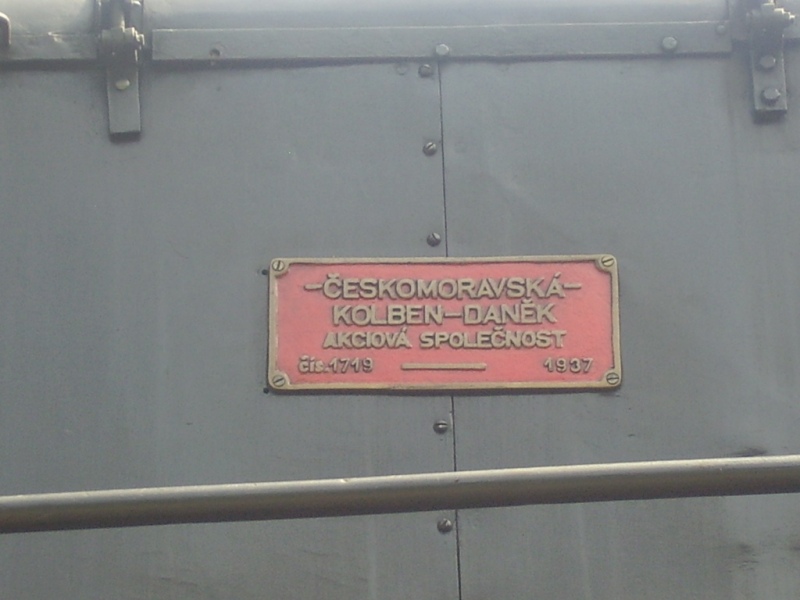 -ČESKOMORAVSKÁ-
KOLBEN-DANĚK
AKCIOVÁ SPOLEČNOST
čís.1719 — 1937